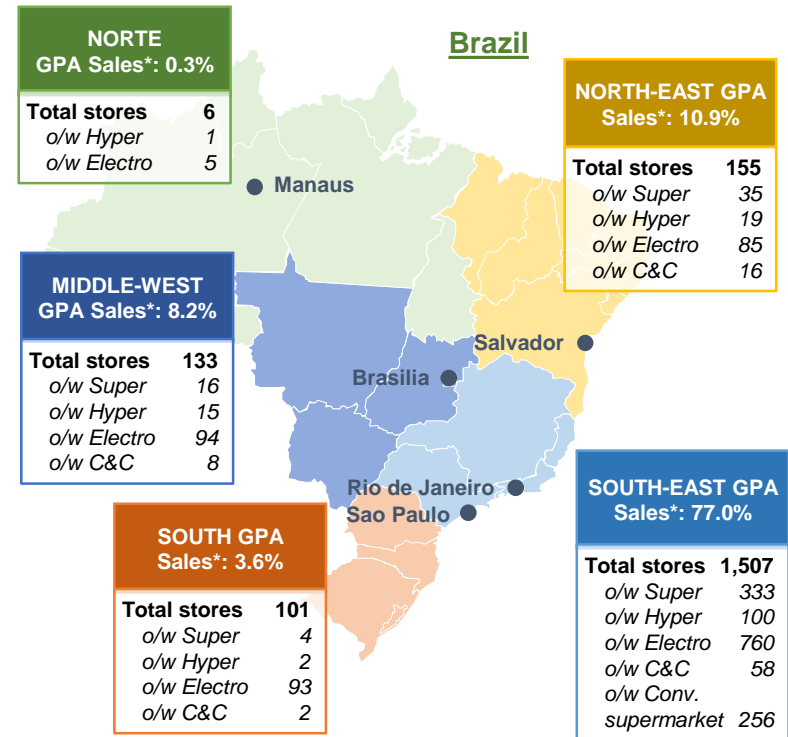 Brazil
NORTE
GPA Sales*: 0.3%
Total stores 6
o/w Hyper 1
o/w Electro 5
NORTH-EAST GPA
Sales*: 10.9%
Total stores 155
o/w Super 35
o/w Hyper 19
o/w Electro 85
o/w C&C 16
Manaus
MIDDLE-WEST
GPA Sales*: 8.2%
Total stores 133
o/w Super 16
o/w Hyper 15
o/w Electro 94
o/w C&C 8
Salvador
Brasilia
Rio de Janeiro
Sao Paulo
SOUTH GPA
Sales*: 3.6%
Total stores 101
o/w Super 4
o/w Hyper 2
o/w Electro 93
o/w C&C 2
SOUTH-EAST GPA
Sales*: 77.0%
Total stores 1,507
o/w Super 333
o/w Hyper 100
o/w Electro 760
o/w C&C 58
o/w Conv.
supermarket 256